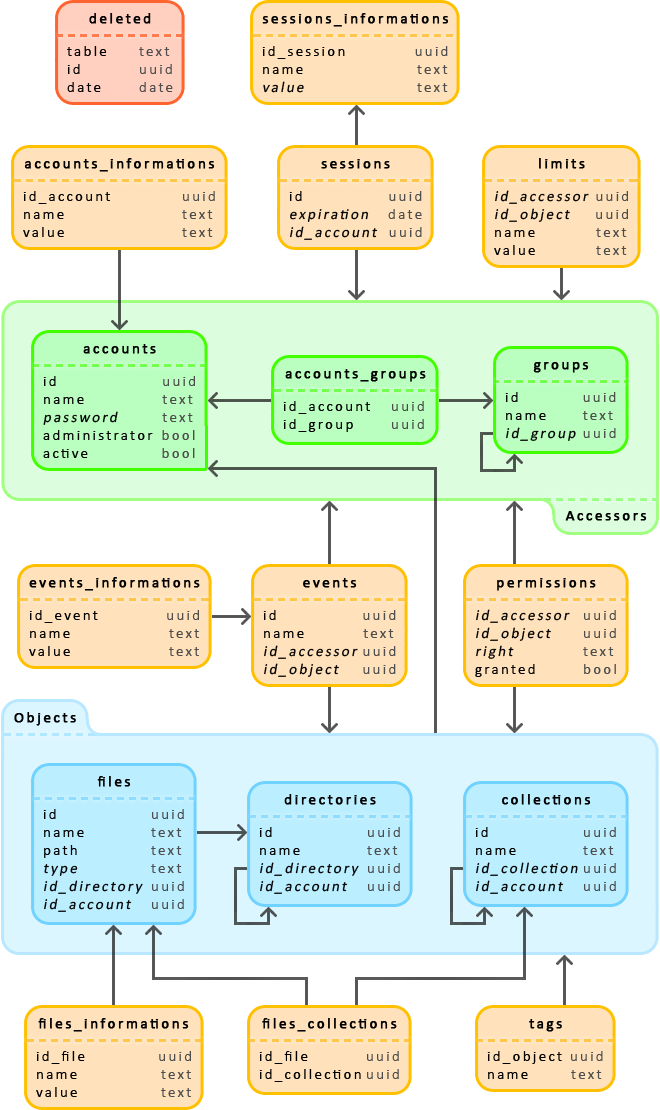 deleted
table text
id uuid
date date
sessions_informations
id_session uuid
name text
value text
accounts_informations
id_account uuid
name text
value text
sessions
id uuid
expiration date
id_account uuid
limits
id_accessor uuid
id_object uuid
name text
value text
accounts
id uuid
name text
password text
administrator bool
active bool
accounts_groups
id_account uuid
id_group uuid
groups
id uuid
name text
id_group uuid
Accessors
events_informations
id_event uuid
name text
value text
events
id uuid
name text
id_accessor uuid
id_object uuid
permissions
id_accessor uuid
id_object uuid
right text
granted bool
Objects
files
id uuid
name text
path text
type text
id_directory uuid
id_account uuid
directories
id uuid
name text
id_directory uuid
id_account uuid
collections
id uuid
name text
id_collection uuid
id_account uuid
files_informations
id_file uuid
name text
value text
files_collections
id_file uuid
id_collection uuid
tags
id_object uuid
name text